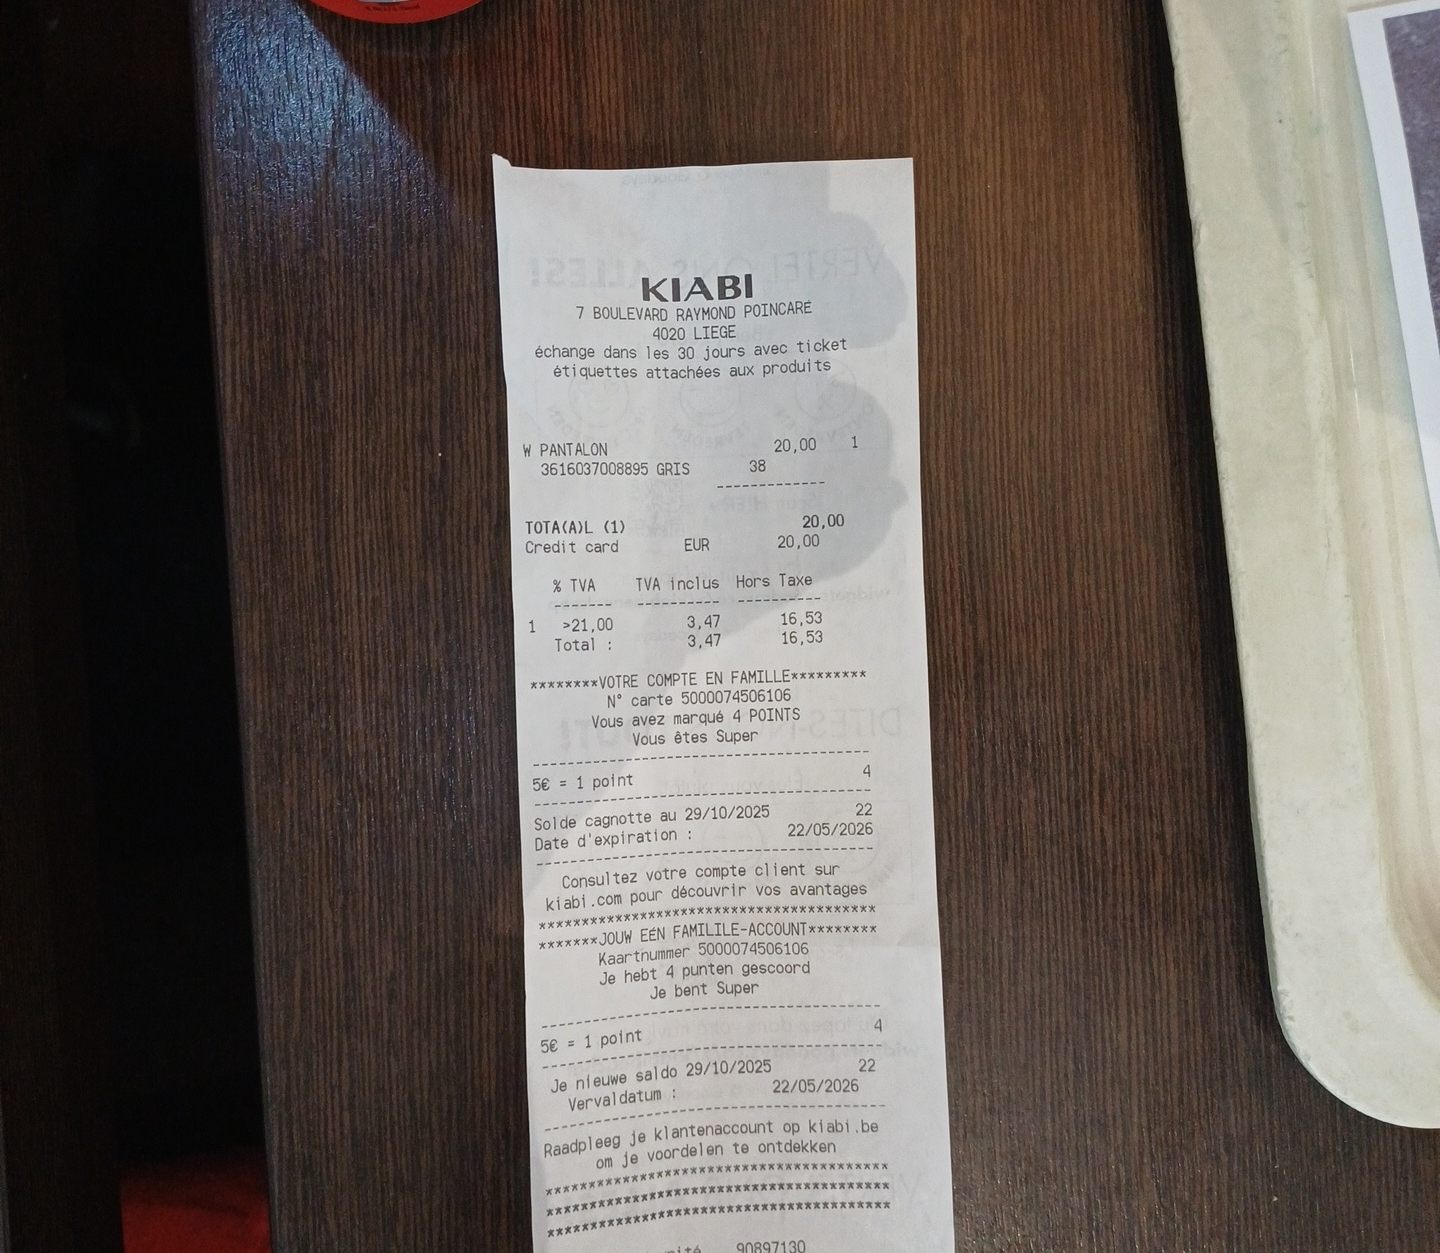 KIABI
7 BOULEVARD RAYMOND POINCARÉ
4020 LIEGE
échange dans les 30 jours avec ticket
étiquettes attachées aux produits
W PANTALON 20,00 1
3616037008895 GRIS 38
-------------
TOTA(A)L (1) 20,00
Credit card EUR 20,00
% TVA TVA inclus Hors Taxe
------- ---------- ----------
1 >21,00 3,47 16,53
Total : 3,47 16,53
********VOTRE COMPTE EN FAMILLE*********
N° carte 5000074506106
Vous avez marqué 4 POINTS
Vous êtes Super
----------------------------------------
5€ = 1 point 4
----------------------------------------
Solde cagnotte au 29/10/2025 22
Date d'expiration : 22/05/2026
----------------------------------------
Consultez votre compte client sur
kiabi.com pour découvrir vos avantages
****************************************
*******JOUW EÉN FAMILILE-ACCOUNT********
Kaartnummer 5000074506106
Je hebt 4 punten gescoord
Je bent Super
----------------------------------------
5€ = 1 point 4
----------------------------------------
Je nieuwe saldo 29/10/2025 22
Vervaldatum : 22/05/2026
----------------------------------------
Raadpleeg je klantenaccount op kiabi.be
om je voordelen te ontdekken
****************************************
****************************************
****************************************
90897130